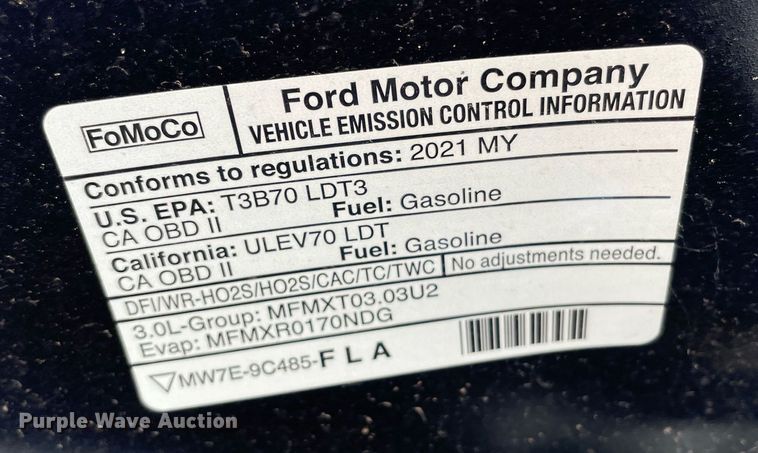 FoMoCo
Ford Motor Company
VEHICLE EMISSION CONTROL INFORMATION
Conforms to regulations: 2021 MY
U.S. EPA: T3B70 LDT3
CA OBD II Fuel: Gasoline
California: ULEV70 LDT
CA OBD II Fuel: Gasoline
DFI/WR-HO2S/HO2S/CAC/TC/TWC No adjustments needed.
3.0L-Group: MFMXT03.03U2
Evap: MFMXR0170NDG
MW7E-9C485-FLA
Purple Wave Auction